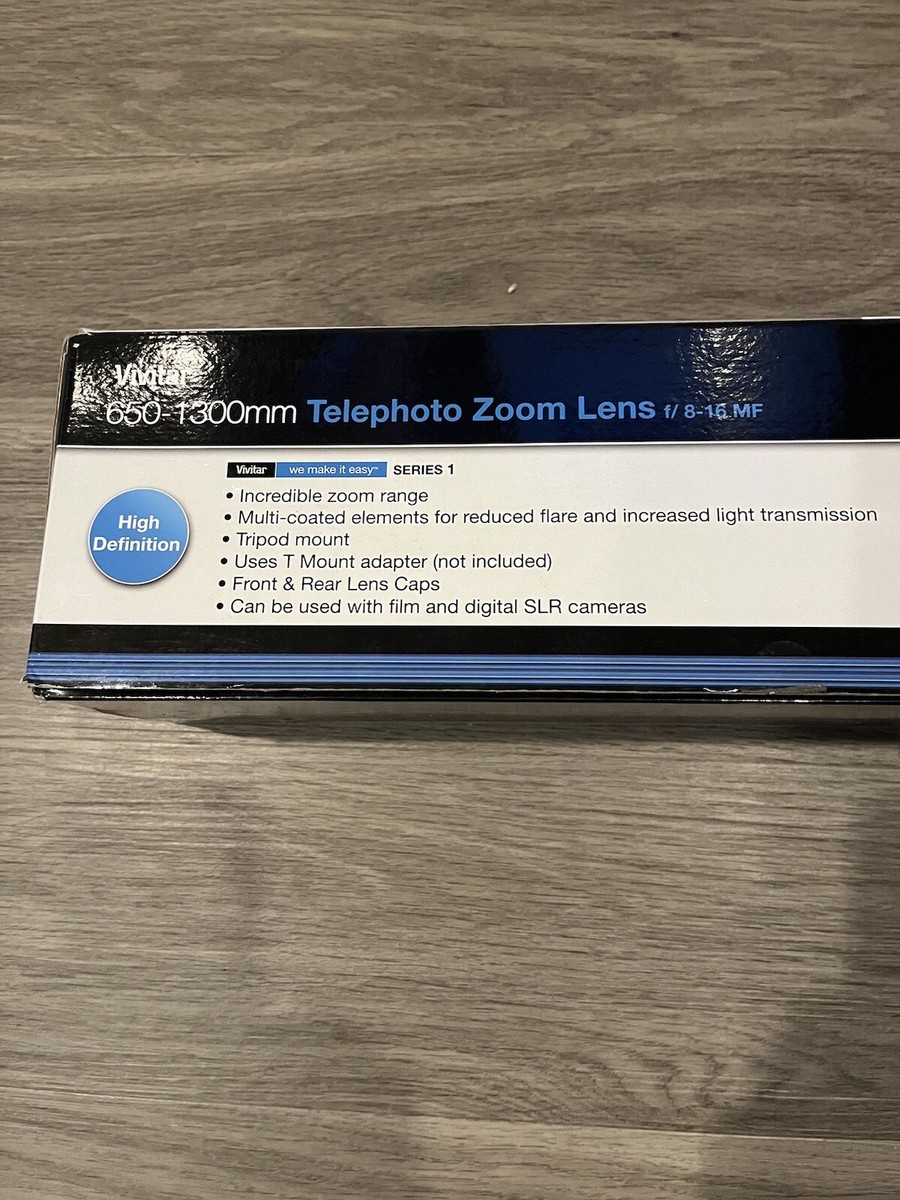 Vivitar
650-1300mm Telephoto Zoom Lens f/ 8-16 MF
Vivitar we make it easy™ SERIES 1
High
Definition
• Incredible zoom range
• Multi-coated elements for reduced flare and increased light transmission
• Tripod mount
• Uses T Mount adapter (not included)
• Front & Rear Lens Caps
• Can be used with film and digital SLR cameras